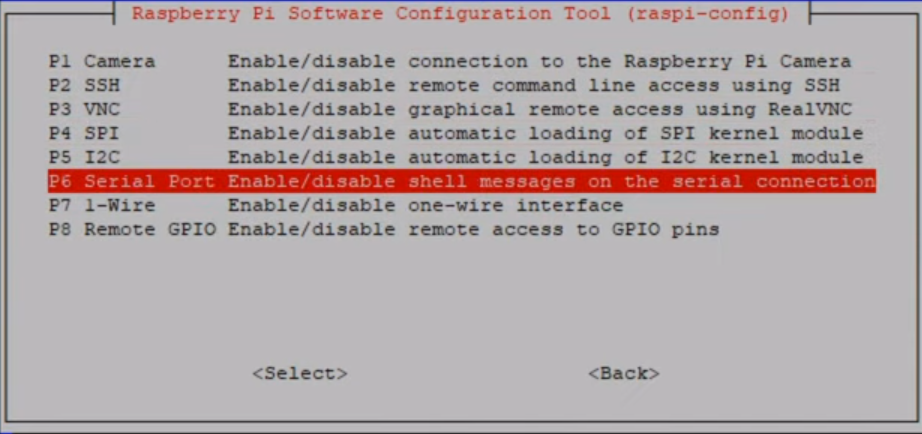 Raspberry Pi Software Configuration Tool (raspi-config)
P1 Camera Enable/disable connection to the Raspberry Pi Camera
P2 SSH Enable/disable remote command line access using SSH
P3 VNC Enable/disable graphical remote access using RealVNC
P4 SPI Enable/disable automatic loading of SPI kernel module
P5 I2C Enable/disable automatic loading of I2C kernel module
P6 Serial Port Enable/disable shell messages on the serial connection
P7 1-Wire Enable/disable one-wire interface
P8 Remote GPIO Enable/disable remote access to GPIO pins
<Select> <Back>